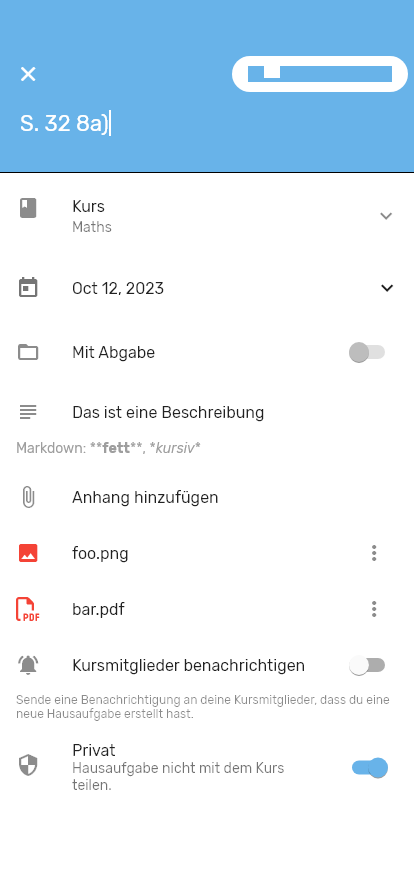 S. 32 8a)
Kurs
Maths
Oct 12, 2023
Mit Abgabe
Das ist eine Beschreibung
Markdown: **fett**, *kursiv*
Anhang hinzufügen
foo.png
PDF
bar.pdf
Kursmitglieder benachrichtigen
Sende eine Benachrichtigung an deine Kursmitglieder, dass du eine
neue Hausaufgabe erstellt hast.
Privat
Hausaufgabe nicht mit dem Kurs
teilen.